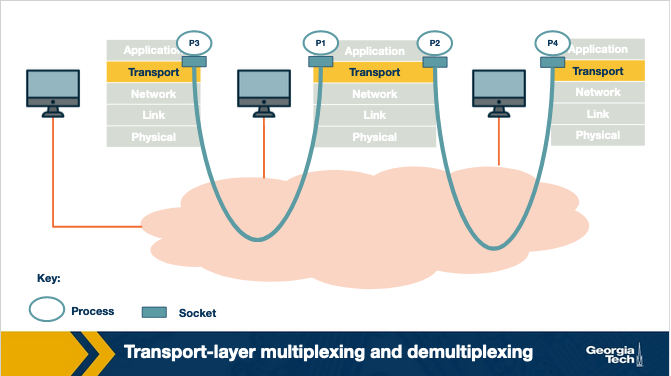 P3
P1
P2
P4
Application
Transport
Network
Link
Physical
Application
Transport
Network
Link
Physical
Application
Transport
Network
Link
Physical
Key:
Process
Socket
Transport-layer multiplexing and demultiplexing
Georgia
Tech